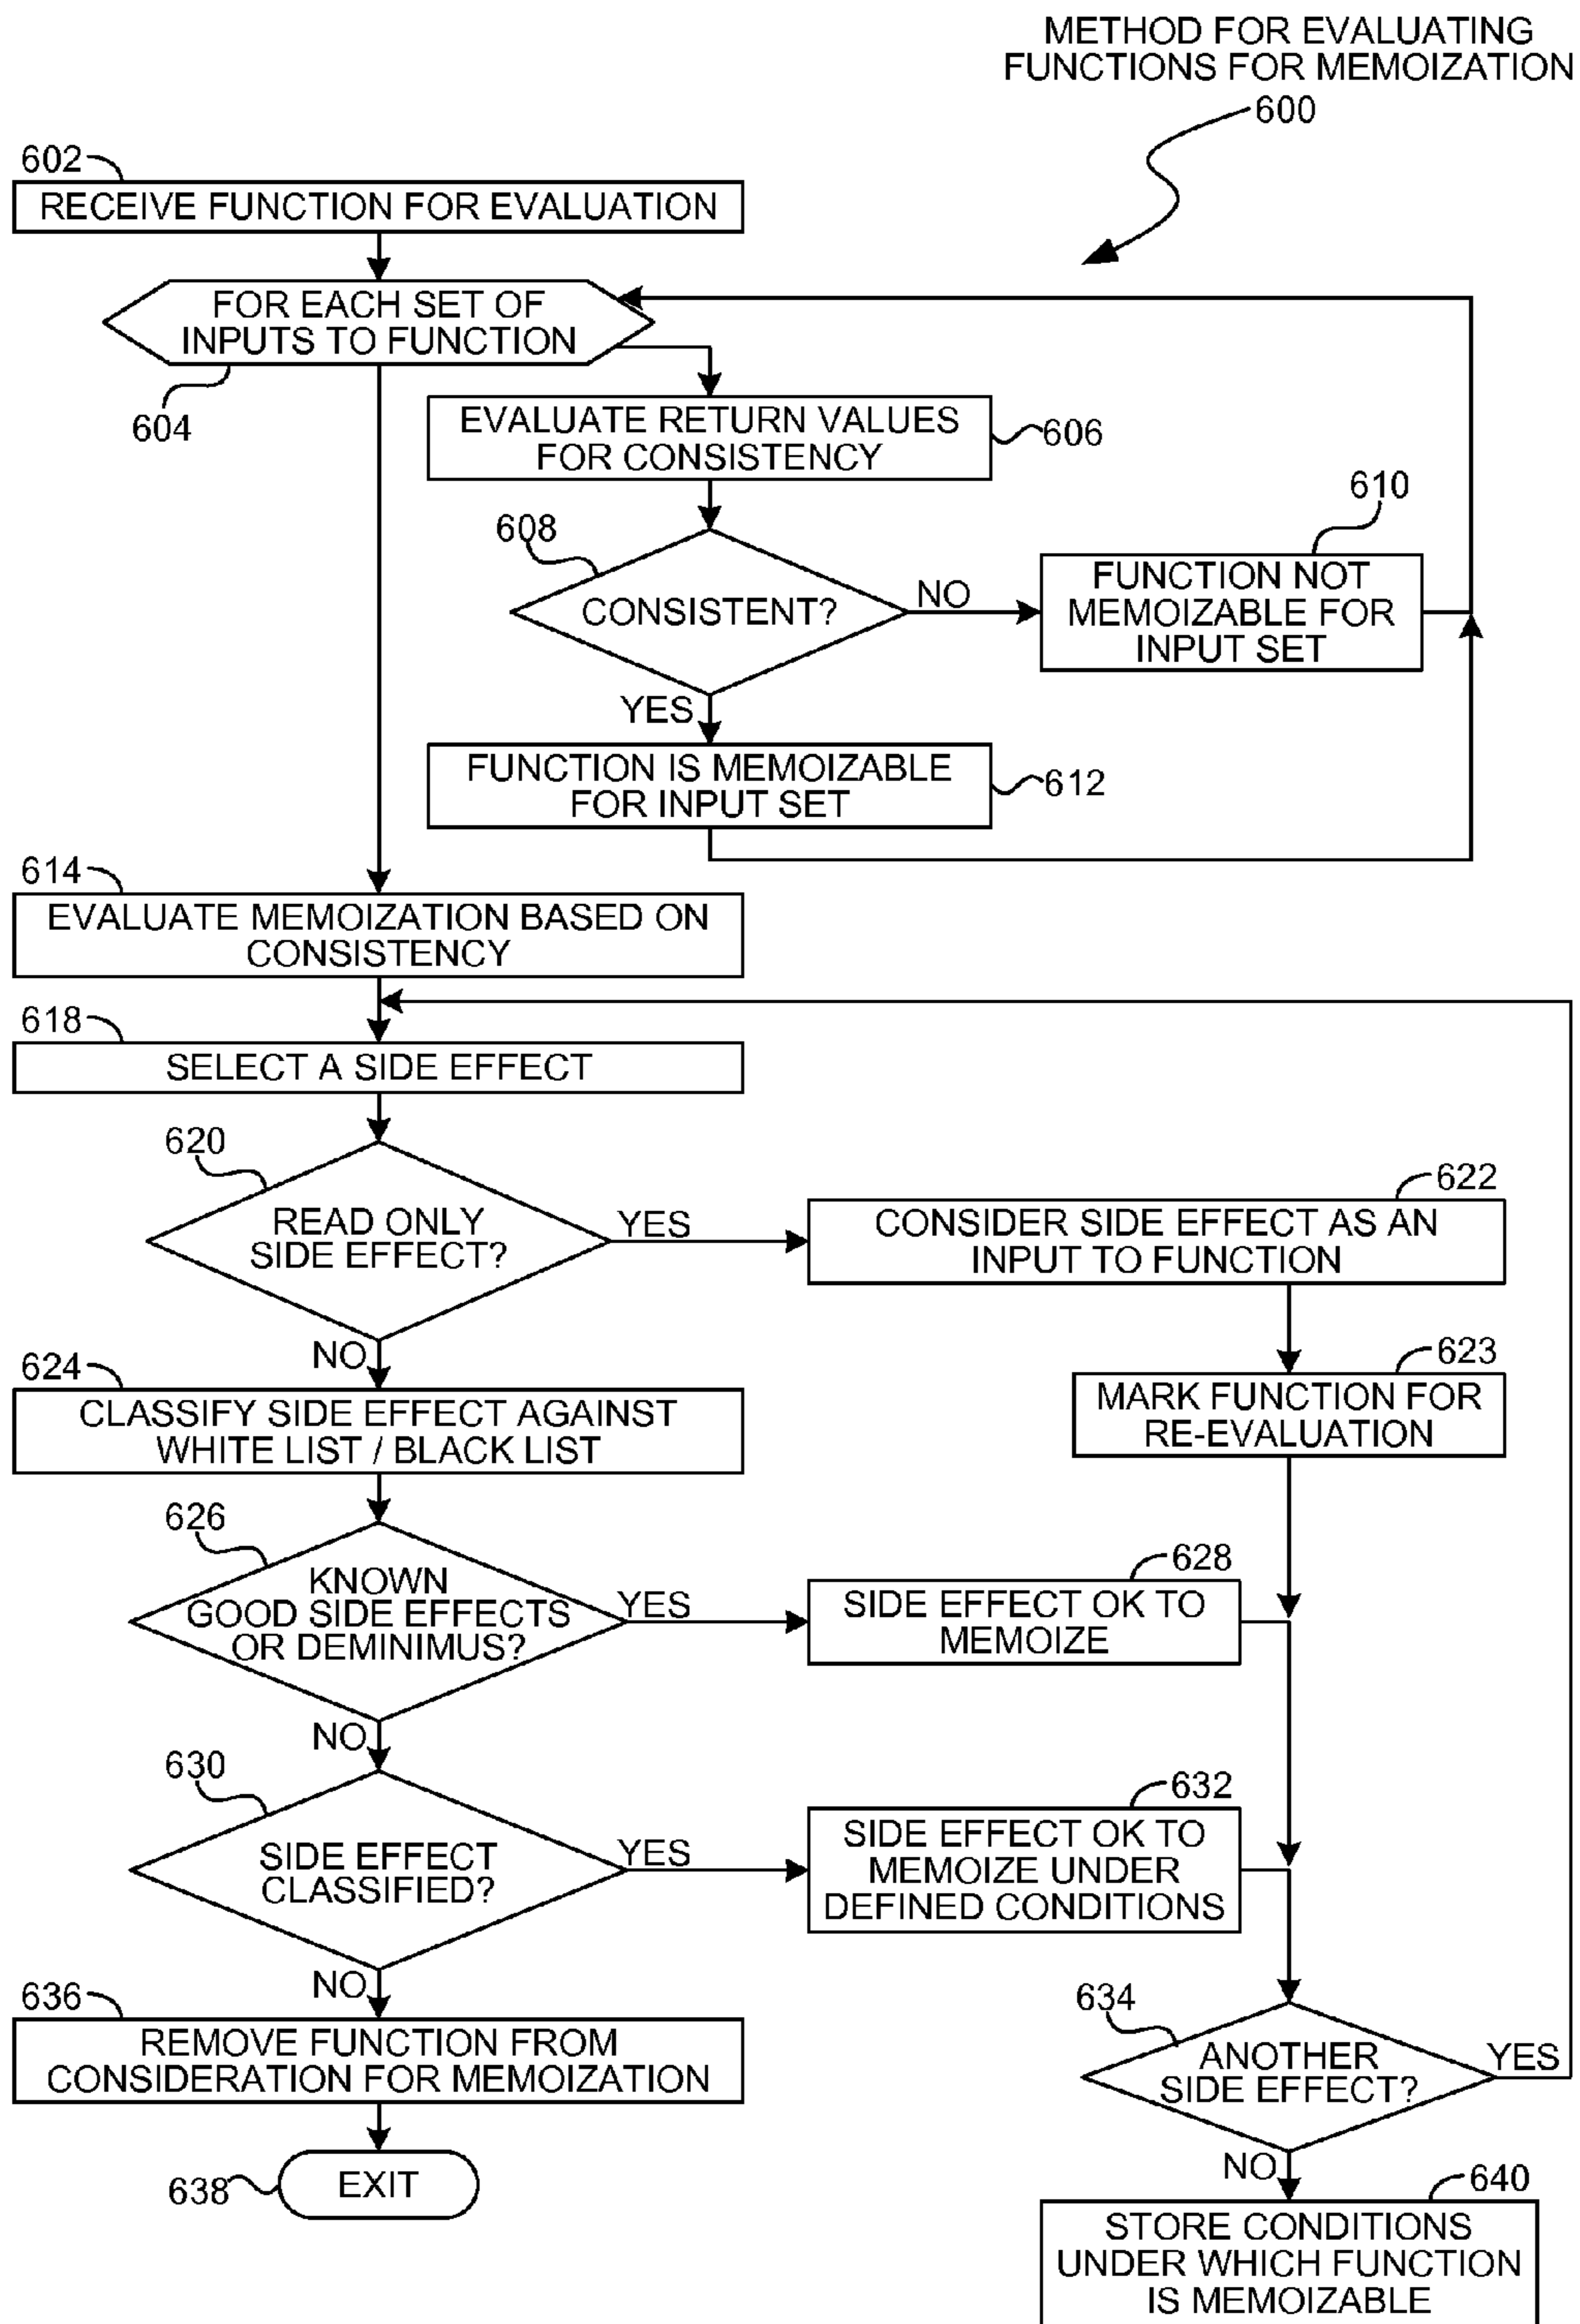 METHOD FOR EVALUATING
FUNCTIONS FOR MEMOIZATION
600
602
RECEIVE FUNCTION FOR EVALUATION
FOR EACH SET OF
INPUTS TO FUNCTION
604
EVALUATE RETURN VALUES
FOR CONSISTENCY
606
608
CONSISTENT?
NO
610
FUNCTION NOT
MEMOIZABLE FOR
INPUT SET
YES
FUNCTION IS MEMOIZABLE
FOR INPUT SET
612
614
EVALUATE MEMOIZATION BASED ON
CONSISTENCY
618
SELECT A SIDE EFFECT
620
READ ONLY
SIDE EFFECT?
YES
622
CONSIDER SIDE EFFECT AS AN
INPUT TO FUNCTION
623
MARK FUNCTION FOR
RE-EVALUATION
NO
624
CLASSIFY SIDE EFFECT AGAINST
WHITE LIST / BLACK LIST
626
KNOWN
GOOD SIDE EFFECTS
OR DEMINIMUS?
YES
628
SIDE EFFECT OK TO
MEMOIZE
NO
630
SIDE EFFECT
CLASSIFIED?
YES
632
SIDE EFFECT OK TO
MEMOIZE UNDER
DEFINED CONDITIONS
NO
636
REMOVE FUNCTION FROM
CONSIDERATION FOR MEMOIZATION
638
EXIT
634
ANOTHER
SIDE EFFECT?
YES
NO
640
STORE CONDITIONS
UNDER WHICH FUNCTION
IS MEMOIZABLE